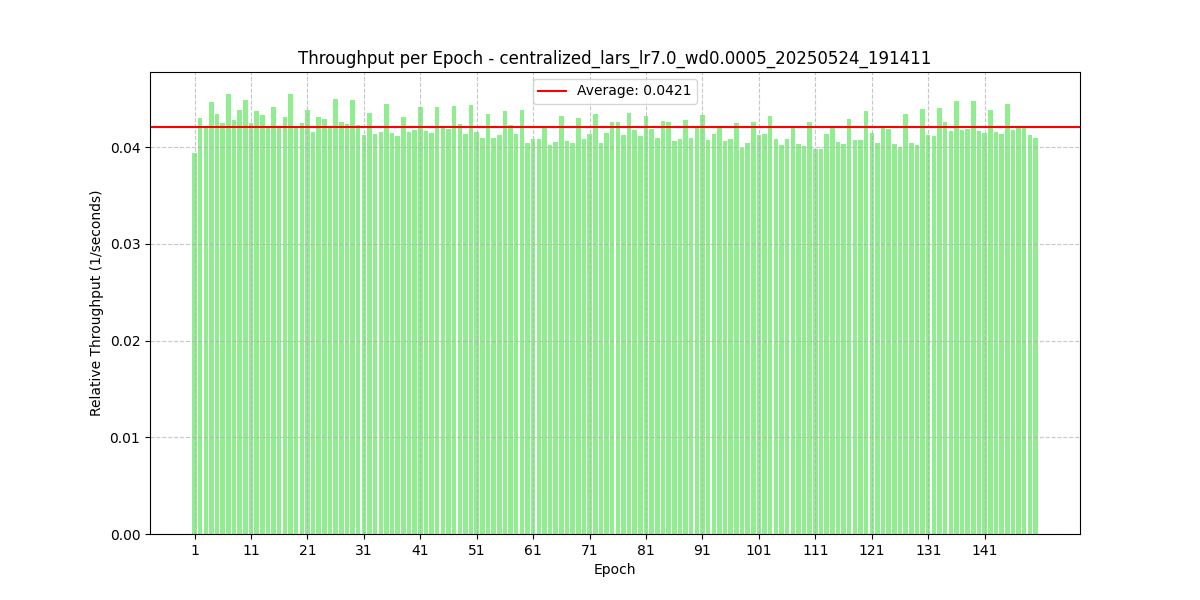 Throughput per Epoch - centralized_lars_lr7.0_wd0.0005_20250524_191411
Average: 0.0421
Relative Throughput (1/seconds)
0.04
0.03
0.02
0.01
0.00
1 11 21 31 41 51 61 71 81 91 101 111 121 131 141
Epoch